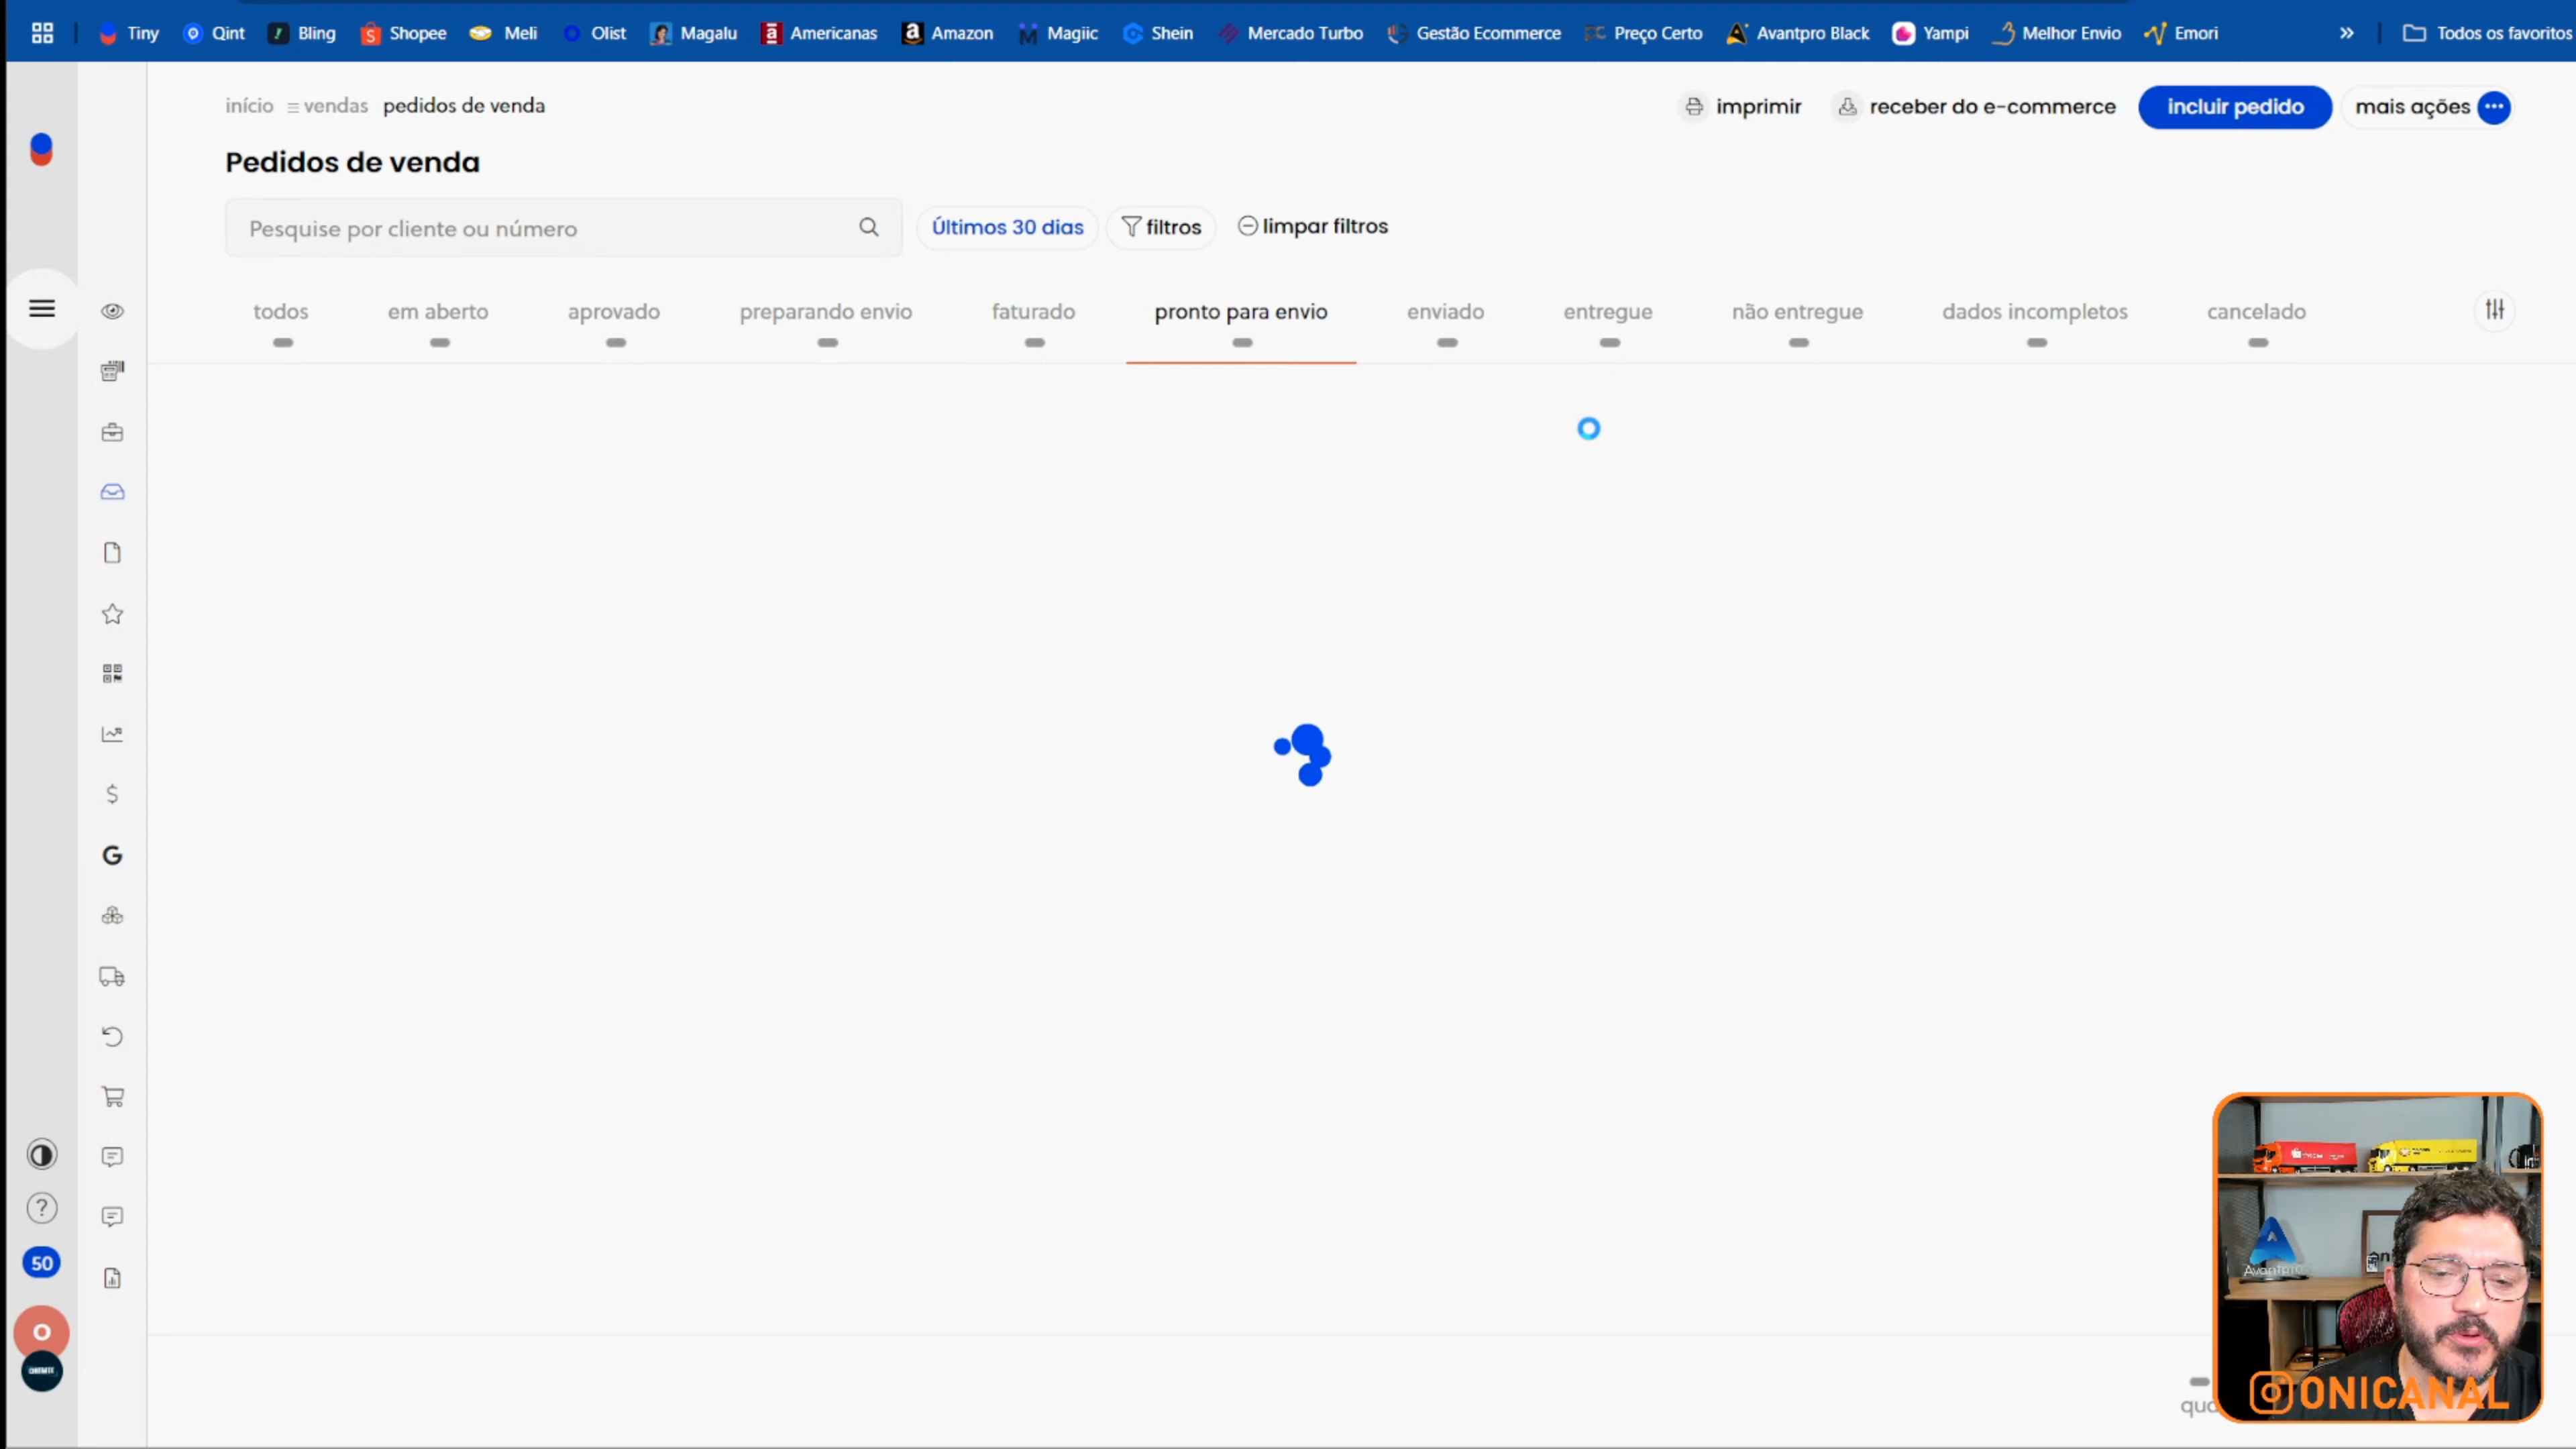 Tiny Qint Bling Shopee Meli Olist Magalu Americanas Amazon Magiic Shein Mercado Turbo Gestão Ecommerce Preço Certo Avantpro Black Yampi Melhor Envio Emori » Todos os favoritos
início vendas pedidos de venda
imprimir receber do e-commerce incluir pedido mais ações
Pedidos de venda
Pesquise por cliente ou número Últimos 30 dias filtros limpar filtros
todos em aberto aprovado preparando envio faturado pronto para envio enviado entregue não entregue dados incompletos cancelado
50
O
Avantpro
ONICANAL